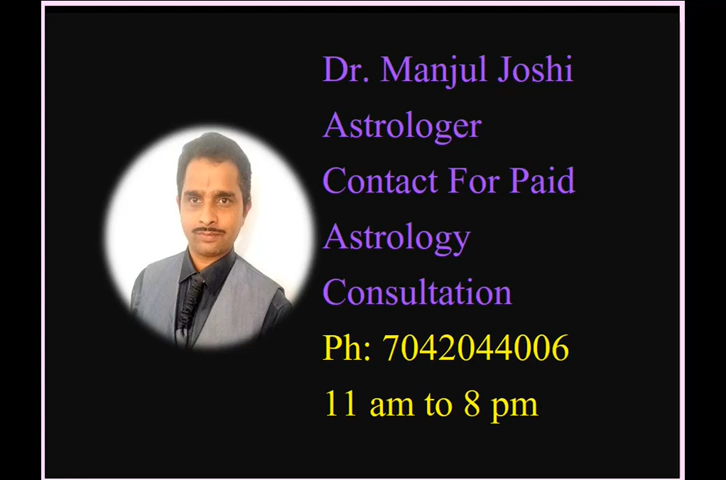 Dr. Manjul Joshi
Astrologer
Contact For Paid
Astrology
Consultation
Ph: 7042044006
11 am to 8 pm